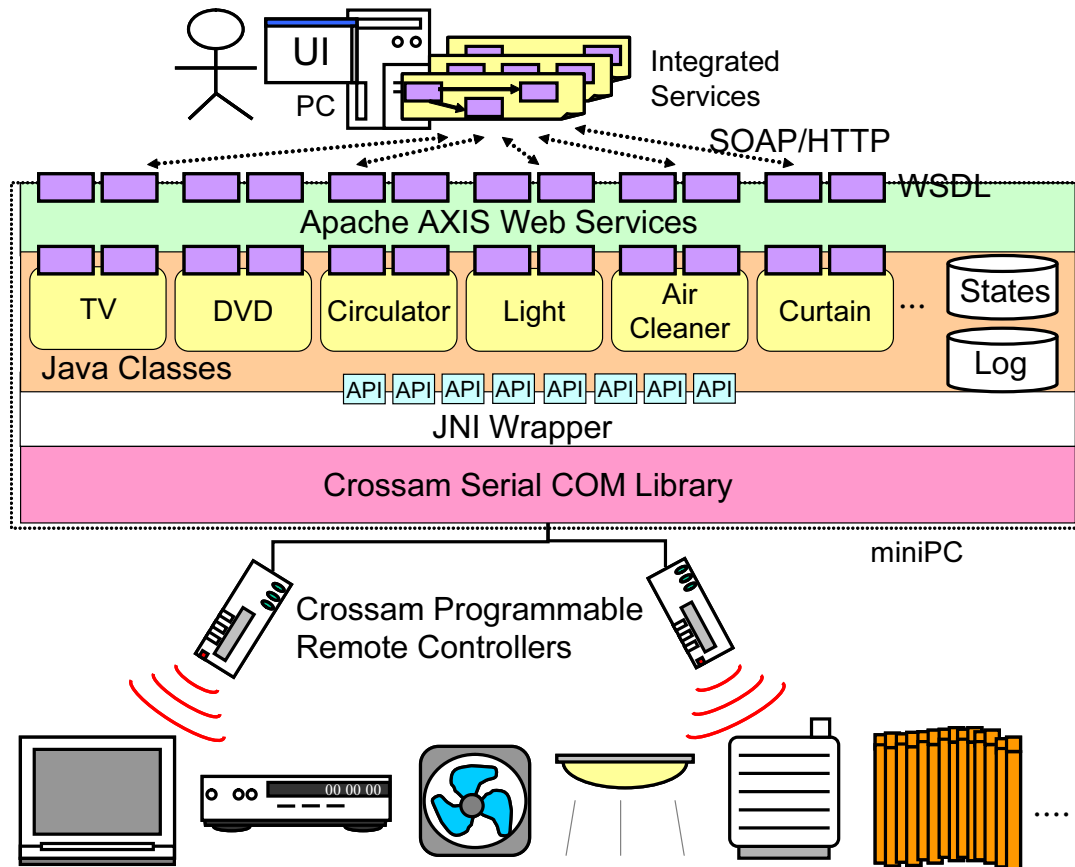 UI
PC
Integrated
Services
SOAP/HTTP
WSDL
Apache AXIS Web Services
TV
DVD
Circulator
Light
Air
Cleaner
Curtain
...
States
Log
Java Classes
API API API API API API API API
JNI Wrapper
Crossam Serial COM Library
miniPC
Crossam Programmable
Remote Controllers
00 00 00
....